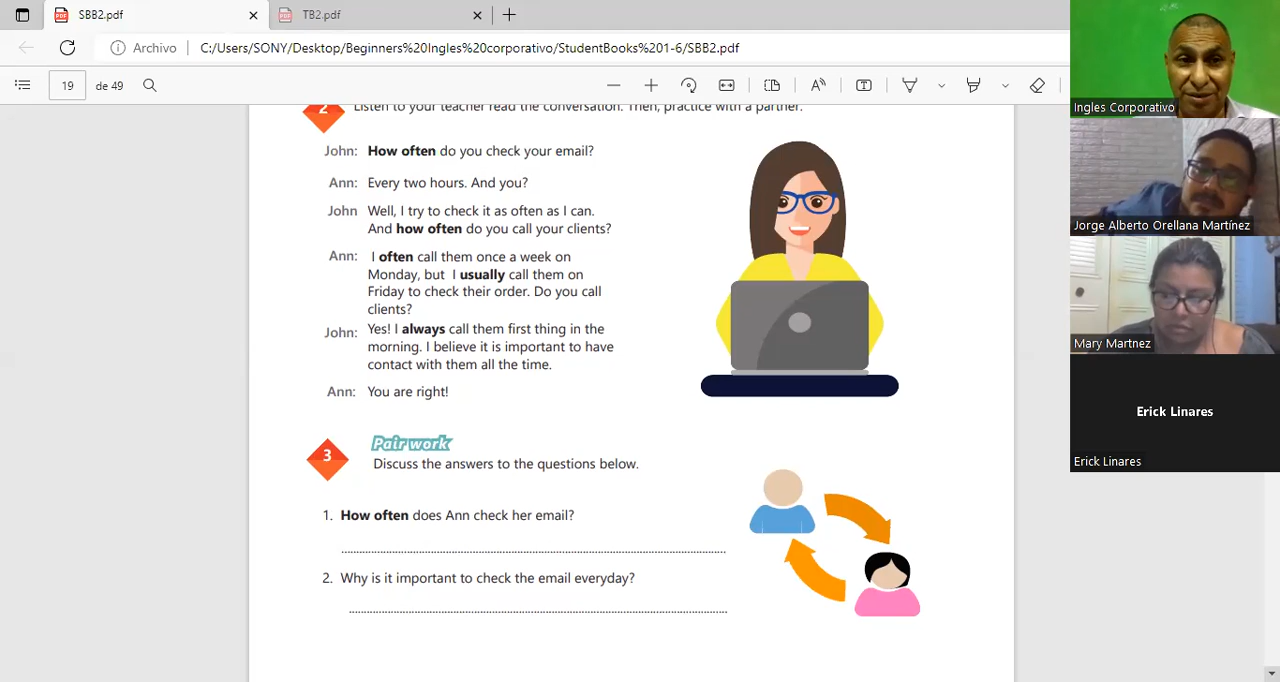 SBB2.pdf
TB2.pdf
Archivo
C:/Users/SONY/Desktop/Beginners%20Ingles%20corporativo/StudentBooks%201-6/SBB2.pdf
19 de 49
2 Listen to your teacher read the conversation. Then, practice with a partner.
John: How often do you check your email?
Ann: Every two hours. And you?
John Well, I try to check it as often as I can.
And how often do you call your clients?
Ann: I often call them once a week on
Monday, but I usually call them on
Friday to check their order. Do you call
clients?
John: Yes! I always call them first thing in the
morning. I believe it is important to have
contact with them all the time.
Ann: You are right!
3 Pair work
Discuss the answers to the questions below.
1. How often does Ann check her email?
2. Why is it important to check the email everyday?
Ingles Corporativo
Jorge Alberto Orellana Martínez
Mary Martnez
Erick Linares
Erick Linares